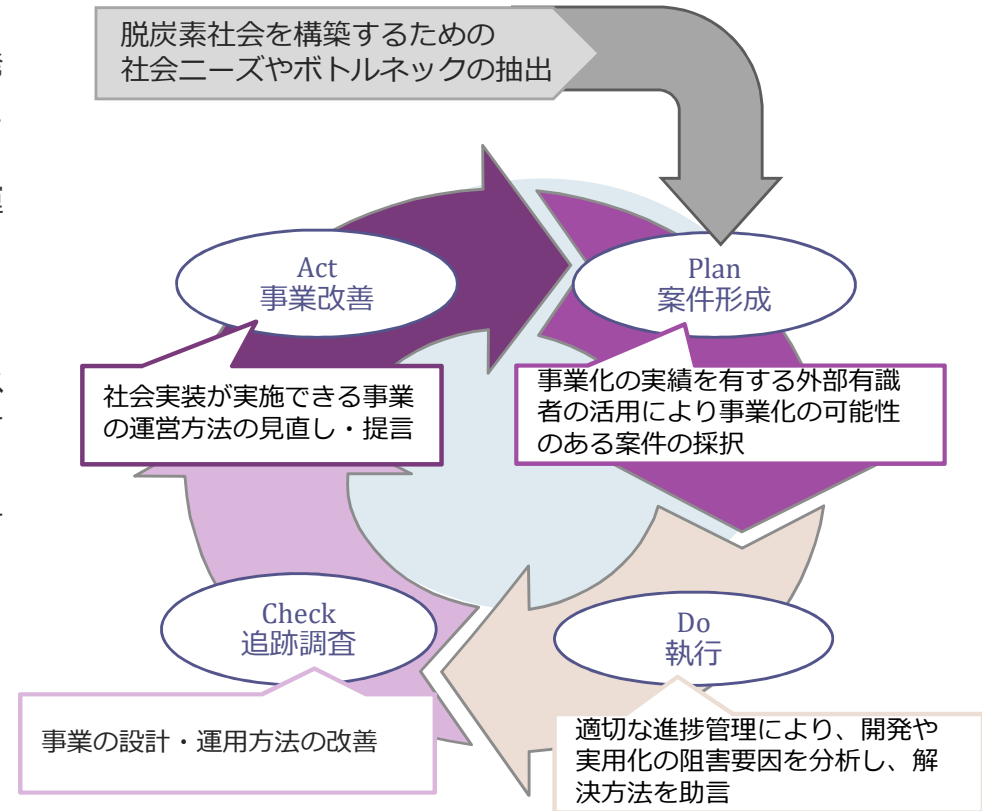 脱炭素社会を構築するための
社会ニーズやボトルネックの抽出
Act
事業改善
Plan
案件形成
社会実装が実施できる事業
の運営方法の見直し・提言
事業化の実績を有する外部有識
者の活用により事業化の可能性
のある案件の採択
Check
追跡調査
Do
執行
事業の設計・運用方法の改善
適切な進捗管理により、開発や
実用化の阻害要因を分析し、解
決方法を助言